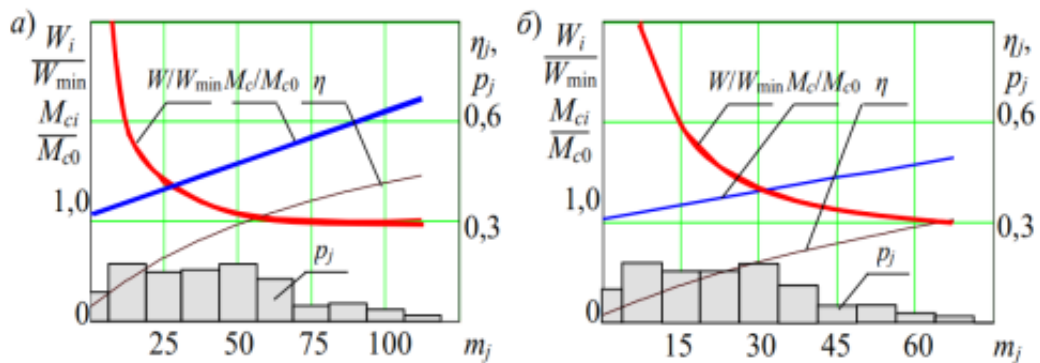 а)
W_i
W_min
M_ci
M_c0
1,0
0
W/W_min M_c/M_c0 η
p_j
η_j,
p_j
0,6
0,3
25 50 75 100 m_j
б)
W_i
W_min
M_ci
M_c0
1,0
0
W/W_min M_c/M_c0 η
p_j
η_j,
p_j
0,6
0,3
15 30 45 60 m_j